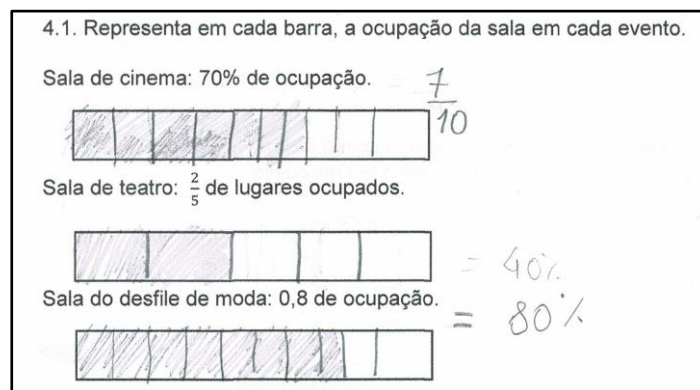 4.1. Representa em cada barra, a ocupação da sala em cada evento.
Sala de cinema: 70% de ocupação.
7/10
Sala de teatro: 2/5 de lugares ocupados.
= 40%
Sala do desfile de moda: 0,8 de ocupação.
= 80%